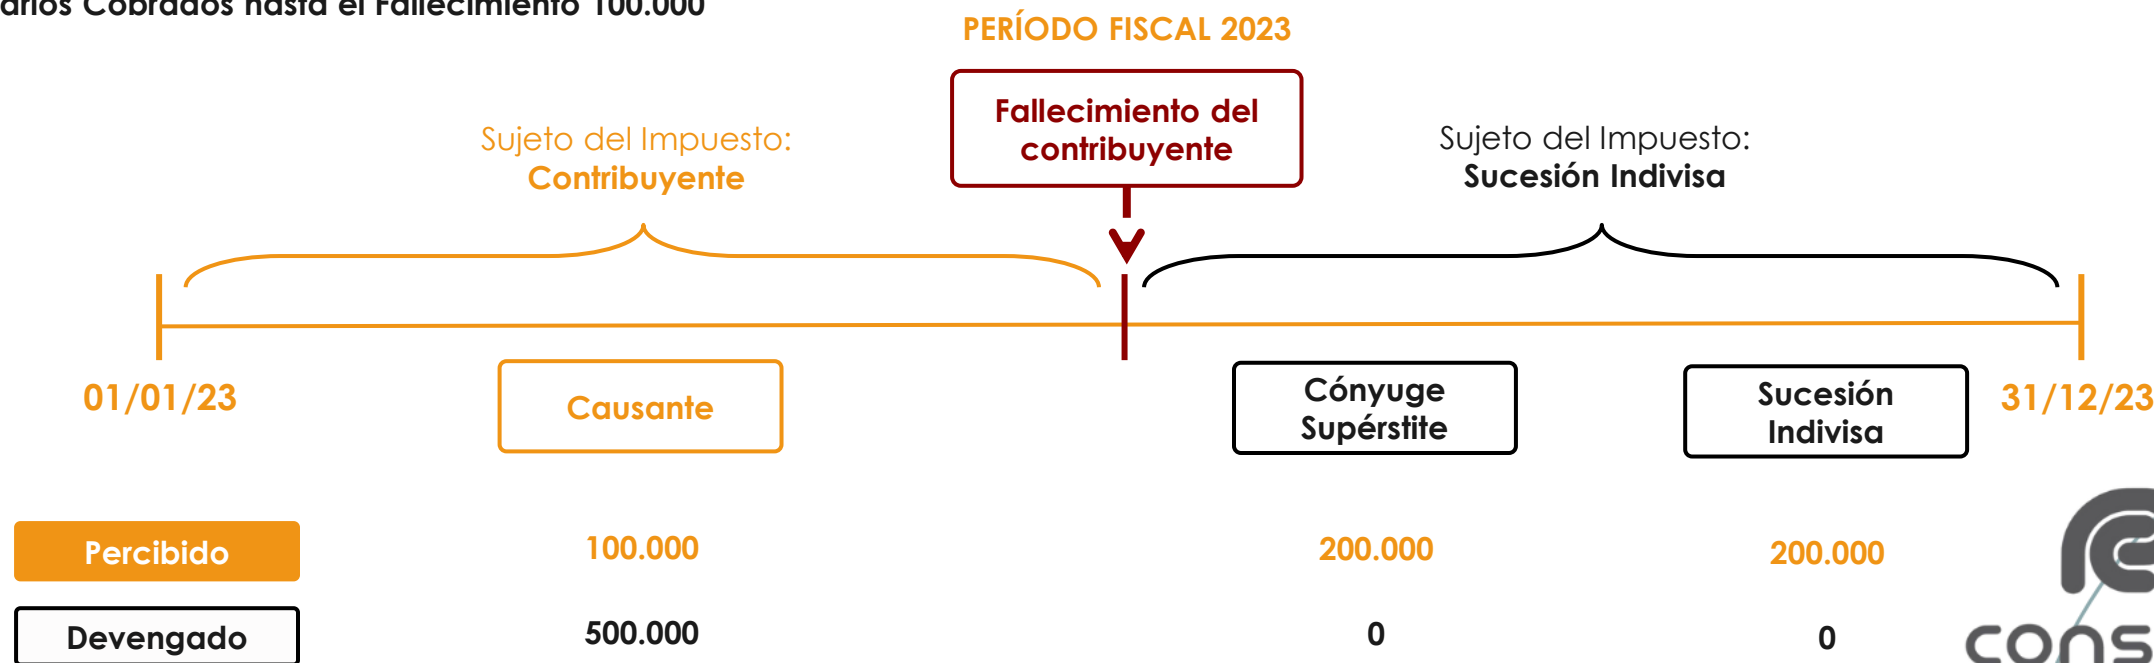 Cobrados hasta el Fallecimiento 100.000
PERÍODO FISCAL 2023
Fallecimiento del
contribuyente
Sujeto del Impuesto:
Contribuyente
Sujeto del Impuesto:
Sucesión Indivisa
01/01/23
Causante
Cónyuge
Supérstite
Sucesión
Indivisa
31/12/23
Percibido
100.000
200.000
200.000
Devengado
500.000
0
0